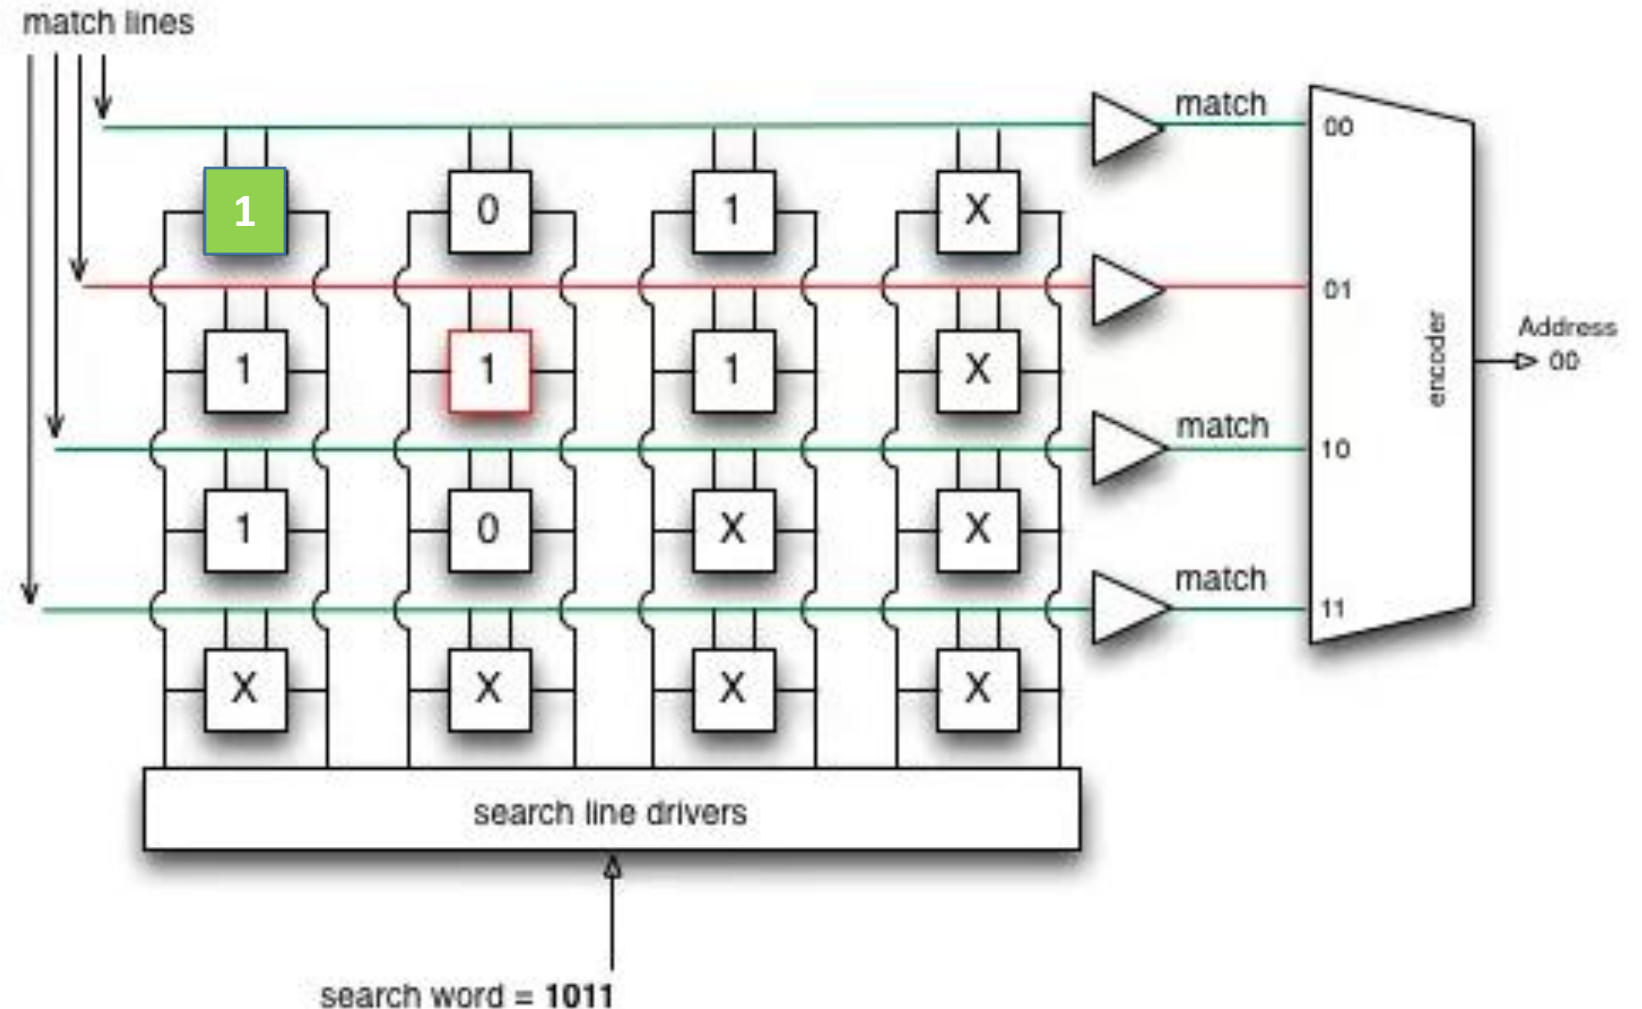 match lines
match
00
1 0 1 X
01
1 1 1 X
encoder
Address
00
match
10
1 0 X X
match
11
X X X X
search line drivers
search word = 1011